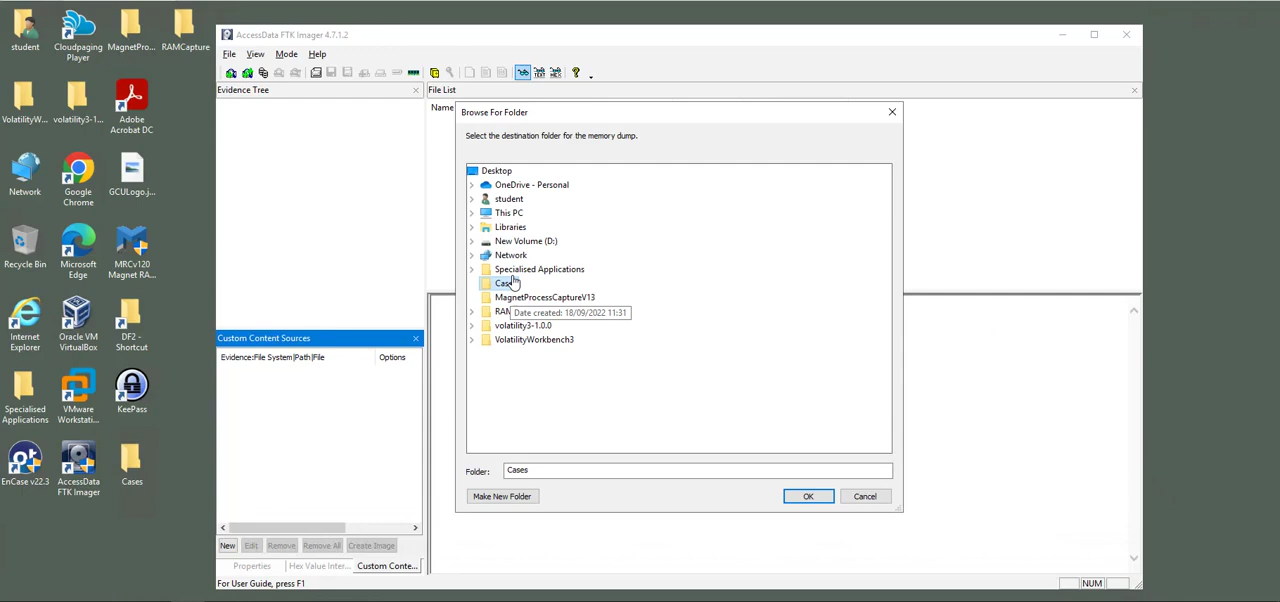 student
Cloudpaging
Player
MagnetPro...
RAMCapture
VolatilityW...
volatility3-1...
Adobe
Acrobat DC
Network
Google
Chrome
GCULogo.j...
Recycle Bin
Microsoft
Edge
MRCv120
Magnet RA...
Internet
Explorer
Oracle VM
VirtualBox
DF2 -
Shortcut
Specialised
Applications
VMware
Workstati...
KeePass
EnCase v22.3
AccessData
FTK Imager
Cases
AccessData FTK Imager 4.7.1.2
File View Mode Help
Evidence Tree
File List
Name
Custom Content Sources
Evidence:File System|Path|File Options
New Edit Remove Remove All Create Image
Properties Hex Value Inter... Custom Conte...
For User Guide, press F1
NUM
Browse For Folder
Select the destination folder for the memory dump.
Desktop
OneDrive - Personal
student
This PC
Libraries
New Volume (D:)
Network
Specialised Applications
MagnetProcessCaptureV13
Date created: 18/09/2022 11:31
volatility3-1.0.0
VolatilityWorkbench3
Folder: Cases
Make New Folder OK Cancel